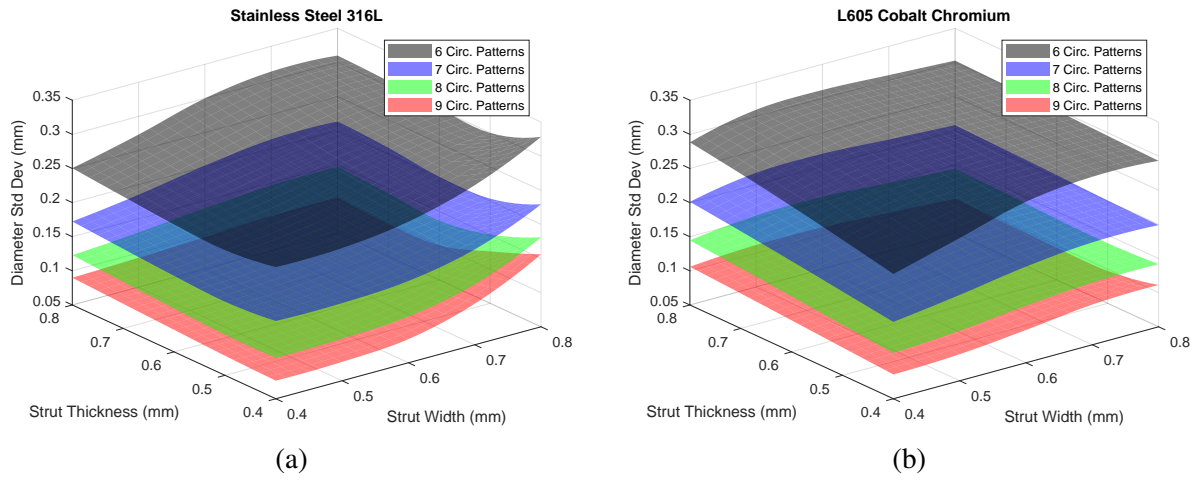 Stainless Steel 316L
6 Circ. Patterns
7 Circ. Patterns
8 Circ. Patterns
9 Circ. Patterns
0.35
0.3
0.25
0.2
0.15
0.1
0.05
Diameter Std Dev (mm)
0.8
0.7
0.6
0.5
0.4
Strut Thickness (mm)
0.4
0.5
0.6
0.7
0.8
Strut Width (mm)
(a)
L605 Cobalt Chromium
6 Circ. Patterns
7 Circ. Patterns
8 Circ. Patterns
9 Circ. Patterns
0.35
0.3
0.25
0.2
0.15
0.1
0.05
Diameter Std Dev (mm)
0.8
0.7
0.6
0.5
0.4
Strut Thickness (mm)
0.4
0.5
0.6
0.7
0.8
Strut Width (mm)
(b)